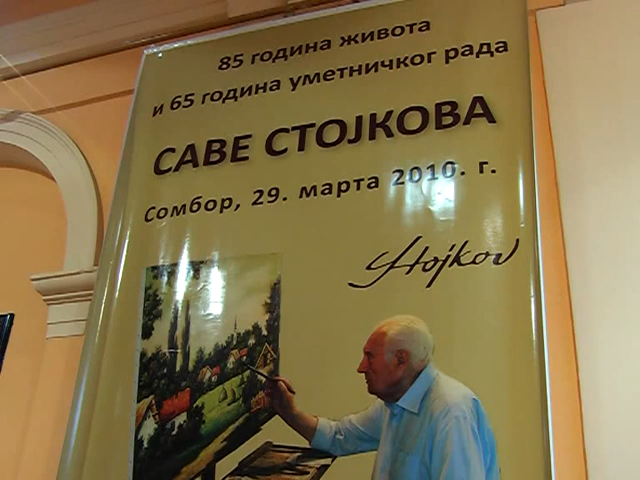 85 година живота
и 65 година уметничког рада
САВЕ СТОЈКОВА
Сомбор, 29. марта 2010. г.
Stojkov